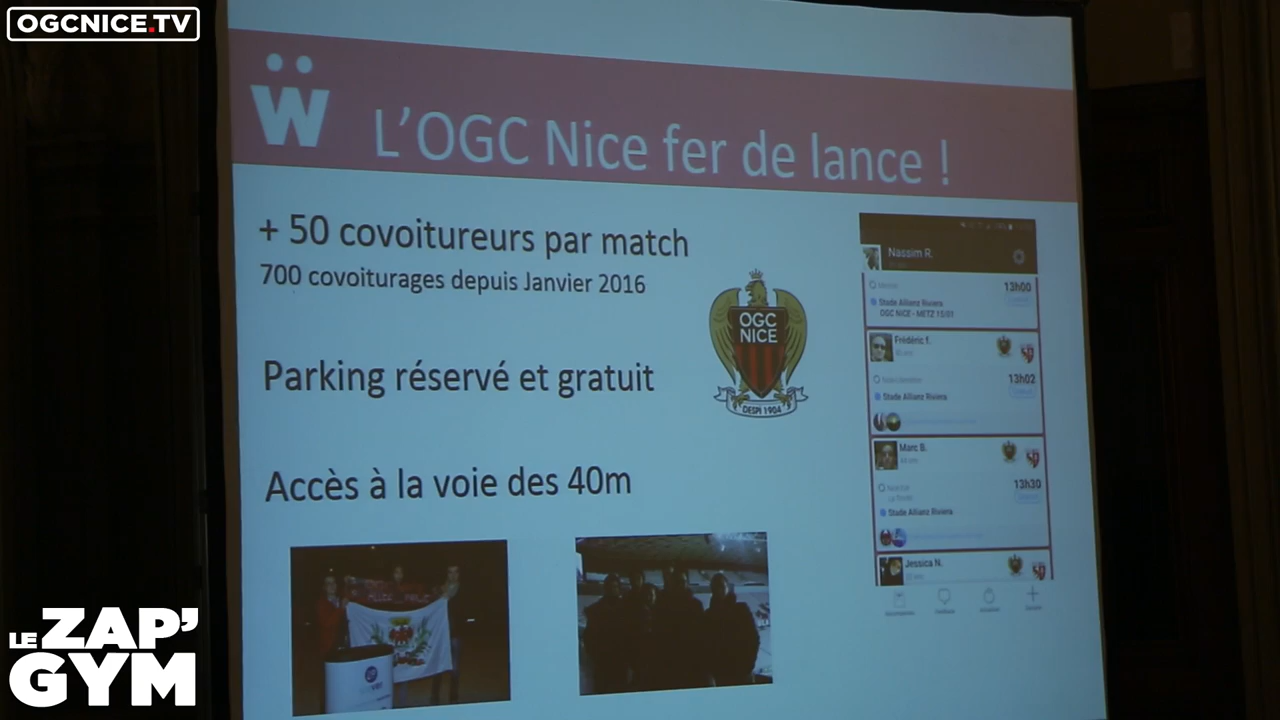 OGCNICE.TV
Ẅ
L'OGC Nice fer de lance !
+ 50 covoitureurs par match
700 covoiturages depuis Janvier 2016
Parking réservé et gratuit
Accès à la voie des 40m
OGC
NICE
DESPI 1904
Nassim R.
13h00
Stade Allianz Riviera
OGC NICE - METZ 15/01
Frédéric f.
13h02
Stade Allianz Riviera
Marc B.
13h30
Stade Allianz Riviera
Jessica N.
LE ZAP'
GYM